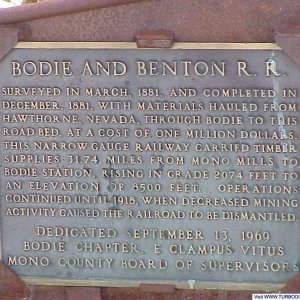 BODIE AND BENTON R. R.
SURVEYED IN MARCH, 1881, AND COMPLETED IN
DECEMBER, 1881, WITH MATERIALS HAULED FROM
HAWTHORNE, NEVADA, THROUGH BODIE TO THIS
ROAD BED, AT A COST OF ONE MILLION DOLLARS
THIS NARROW GAUGE RAILWAY CARRIED TIMBER
SUPPLIES 31.74 MILES FROM MONO MILLS TO
BODIE STATION, RISING IN GRADE 2074 FEET TO
AN ELEVATION OF 8500 FEET. OPERATIONS
CONTINUED UNTIL 1918, WHEN DECREASED MINING
ACTIVITY CAUSED THE RAILROAD TO BE DISMANTLED.
DEDICATED SEPTEMBER 13, 1969
BODIE CHAPTER, E CLAMPUS VITUS
MONO COUNTY BOARD OF SUPERVISORS
Visit WWW.TURBODI